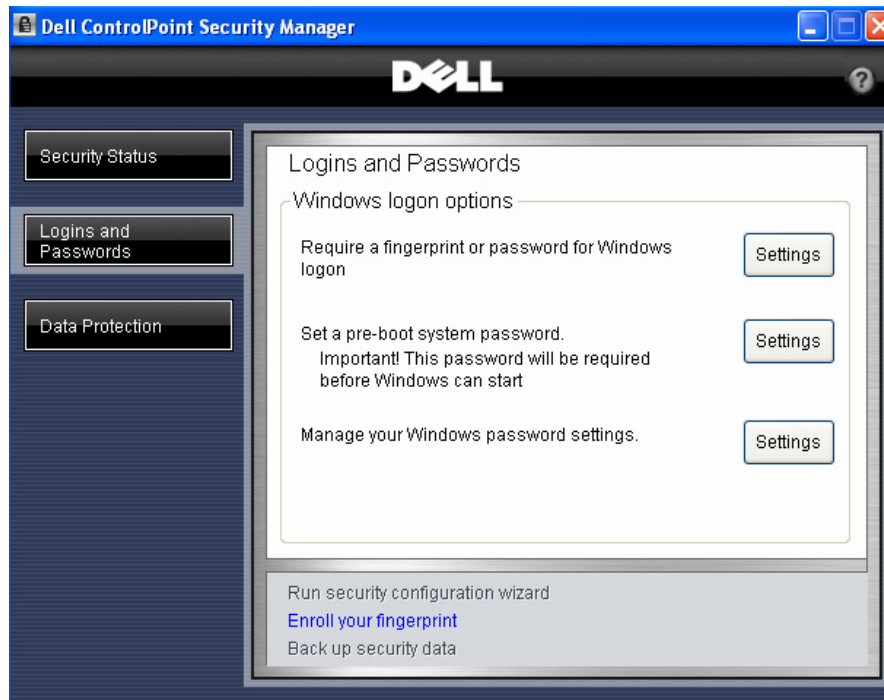 Dell ControlPoint Security Manager
DELL
?
Security Status
Logins and
Passwords
Data Protection
Logins and Passwords
Windows logon options
Require a fingerprint or password for Windows
logon
Settings
Set a pre-boot system password.
Important! This password will be required
before Windows can start
Settings
Manage your Windows password settings.
Settings
Run security configuration wizard
Enroll your fingerprint
Back up security data